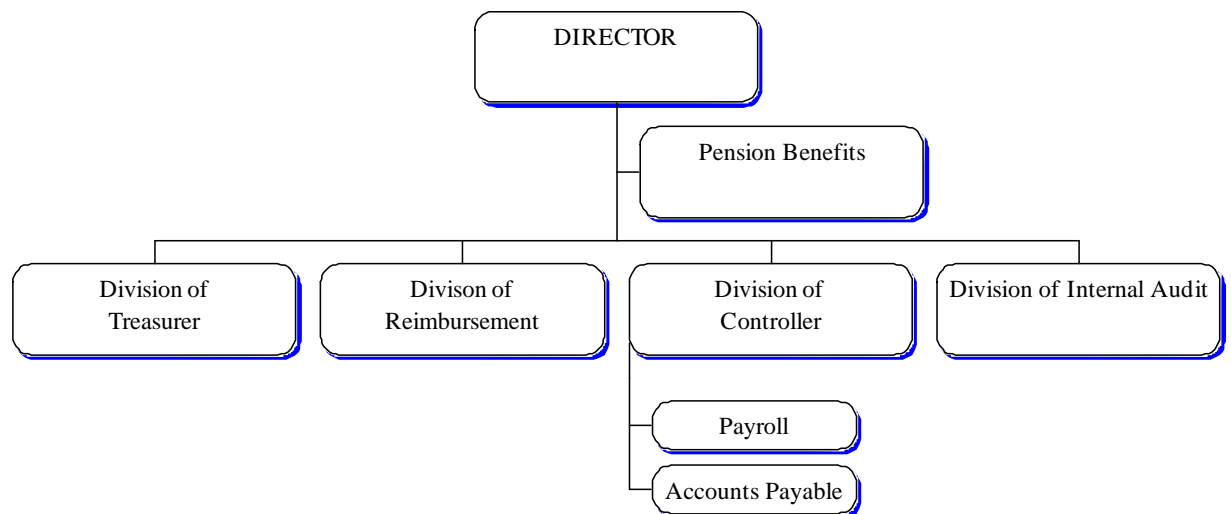 DIRECTOR
Pension Benefits
Division of
Treasurer
Divison of
Reimbursement
Division of
Controller
Division of Internal Audit
Payroll
Accounts Payable